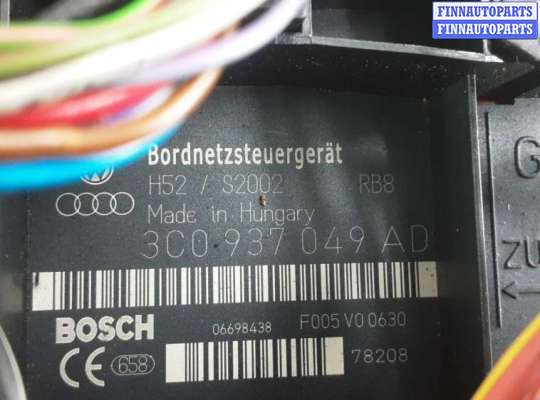 FINNAUTOPARTS
FINNAUTOPARTS
Bordnetzsteuergerät
H52 / S2002 RB8
Made in Hungary
3C0 937 049 AD
BOSCH 06698438 F005 V0 0630
CE 658 78208
G
ZU